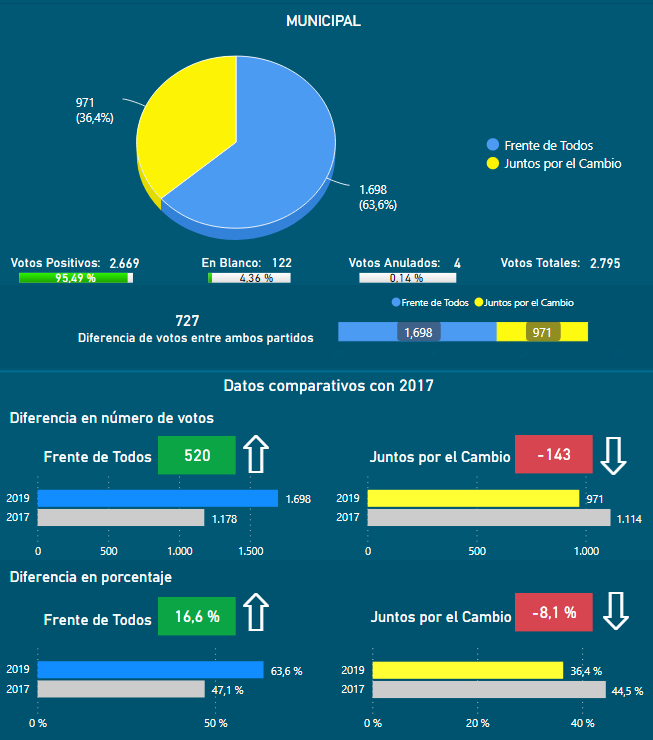 MUNICIPAL
971
(36,4%)
Frente de Todos
Juntos por el Cambio
1.698
(63,6%)
Votos Positivos: 2.669
95,49 %
En Blanco: 122
4,36 %
Votos Anulados: 4
0,14 %
Votos Totales: 2.795
Frente de Todos Juntos por el Cambio
727
Diferencia de votos entre ambos partidos
1,698 971
Datos comparativos con 2017
Diferencia en número de votos
Frente de Todos 520
2019 1.698
2017 1.178
0 500 1.000 1.500
Juntos por el Cambio -143
2019 971
2017 1.114
0 500 1.000
Diferencia en porcentaje
Frente de Todos 16,6 %
2019 63,6 %
2017 47,1 %
0 % 50 %
Juntos por el Cambio -8,1 %
2019 36,4 %
2017 44,5 %
0 % 20 % 40 %